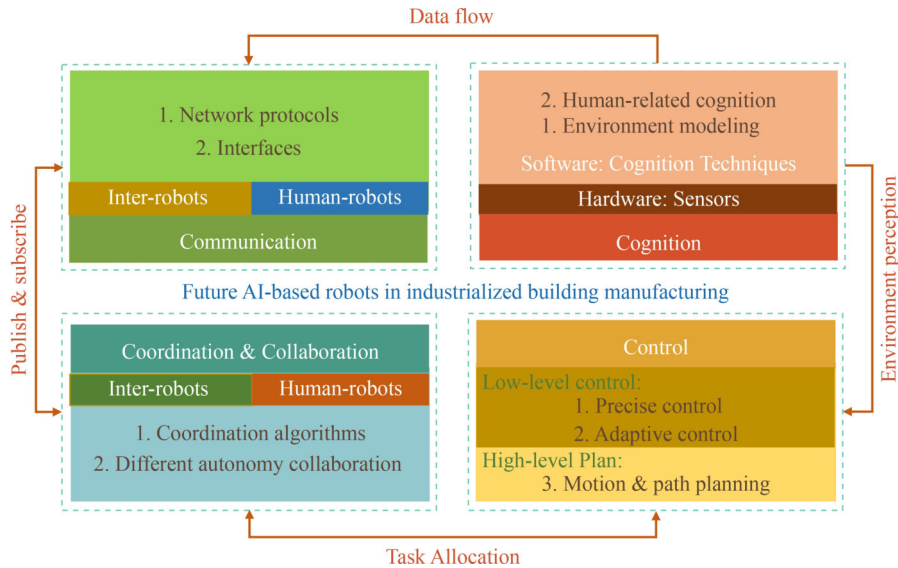 Data flow
1. Network protocols
2. Interfaces
Inter-robots
Human-robots
Communication
2. Human-related cognition
1. Environment modeling
Software: Cognition Techniques
Hardware: Sensors
Cognition
Publish & subscribe
Environment perception
Future AI-based robots in industrialized building manufacturing
Coordination & Collaboration
Inter-robots
Human-robots
1. Coordination algorithms
2. Different autonomy collaboration
Control
Low-level control:
1. Precise control
2. Adaptive control
High-level Plan:
3. Motion & path planning
Task Allocation